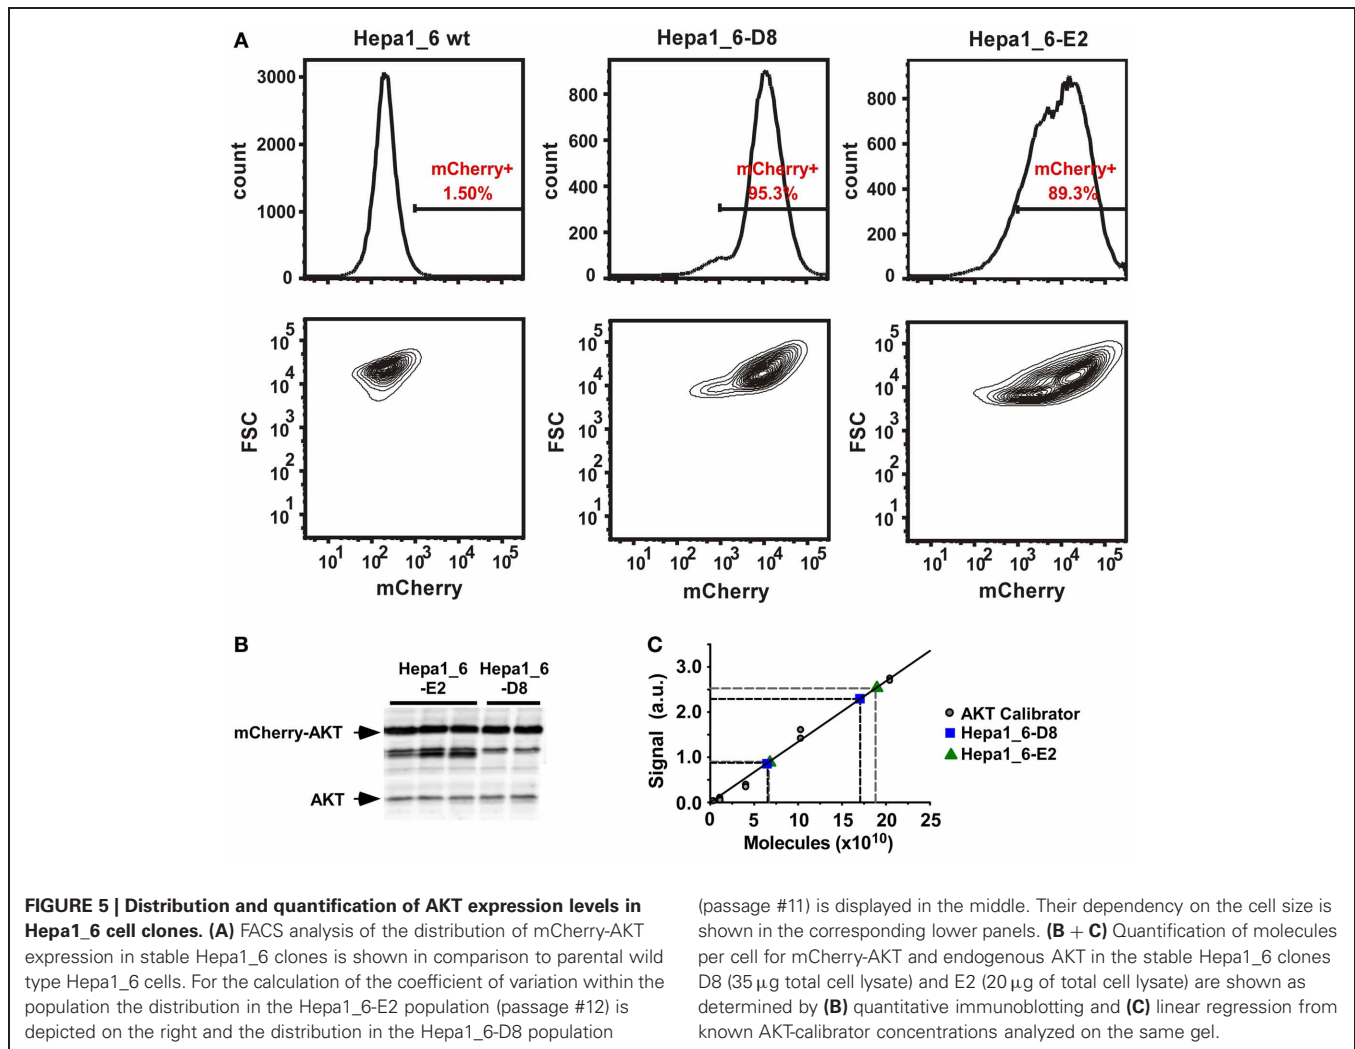 A
Hepa1_6 wt
Hepa1_6-D8
Hepa1_6-E2
3000
2000
1000
0
count
mCherry+
1.50%
800
600
400
200
0
count
mCherry+
95.3%
800
600
400
200
0
count
mCherry+
89.3%
10^5
10^4
10^3
10^2
10^1
FSC
10^1 10^2 10^3 10^4 10^5
mCherry
10^5
10^4
10^3
10^2
10^1
FSC
10^1 10^2 10^3 10^4 10^5
mCherry
10^5
10^4
10^3
10^2
10^1
FSC
10^1 10^2 10^3 10^4 10^5
mCherry
B
Hepa1_6
-E2
Hepa1_6
-D8
mCherry-AKT
AKT
C
3.0
2.0
1.0
0.0
Signal (a.u.)
0 5 10 15 20 25
Molecules (x10^10)
AKT Calibrator
Hepa1_6-D8
Hepa1_6-E2
FIGURE 5 | Distribution and quantification of AKT expression levels in
Hepa1_6 cell clones. (A) FACS analysis of the distribution of mCherry-AKT
expression in stable Hepa1_6 clones is shown in comparison to parental wild
type Hepa1_6 cells. For the calculation of the coefficient of variation within the
population the distribution in the Hepa1_6-E2 population (passage #12) is
depicted on the right and the distribution in the Hepa1_6-D8 population
(passage #11) is displayed in the middle. Their dependency on the cell size is
shown in the corresponding lower panels. (B + C) Quantification of molecules
per cell for mCherry-AKT and endogenous AKT in the stable Hepa1_6 clones
D8 (35 μg total cell lysate) and E2 (20 μg of total cell lysate) are shown as
determined by (B) quantitative immunoblotting and (C) linear regression from
known AKT-calibrator concentrations analyzed on the same gel.